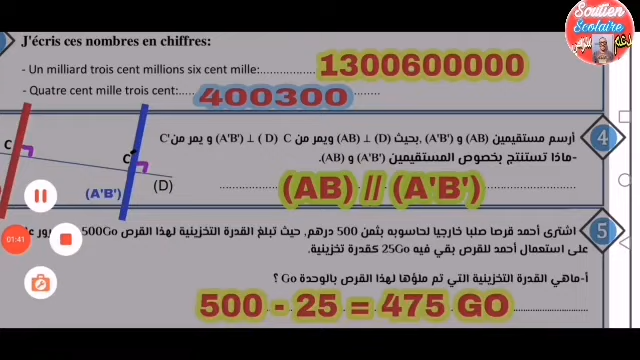 Soutien
Scolaire
J'écris ces nombres en chiffres:
- Un milliard trois cent millions six cent mille:
1300600000
- Quatre cent mille trois cent:
400300
4
أرسم مستقيمين (AB) و (A'B') ,بحيث (D) ⊥ (AB) ويمر من C و (A'B') ⊥ (D) و يمر من C'
-ماذا تستنتج بخصوص المستقيمين (A'B') و (AB).
C
C'
(D)
(A'B')
(AB) // (A'B')
5
اشترى أحمد قرصا صلبا خارجيا لحاسوبه بثمن 500 درهم, حيث تبلغ القدرة التخزينية لهذا القرص 500Go
على استعمال أحمد للقرص بقي فيه 25Go كقدرة تخزينية.
أ-ماهي القدرة التخزينية التي تم ملؤها لهذا القرص بالوحدة Go ؟
500 - 25 = 475 GO
01:41